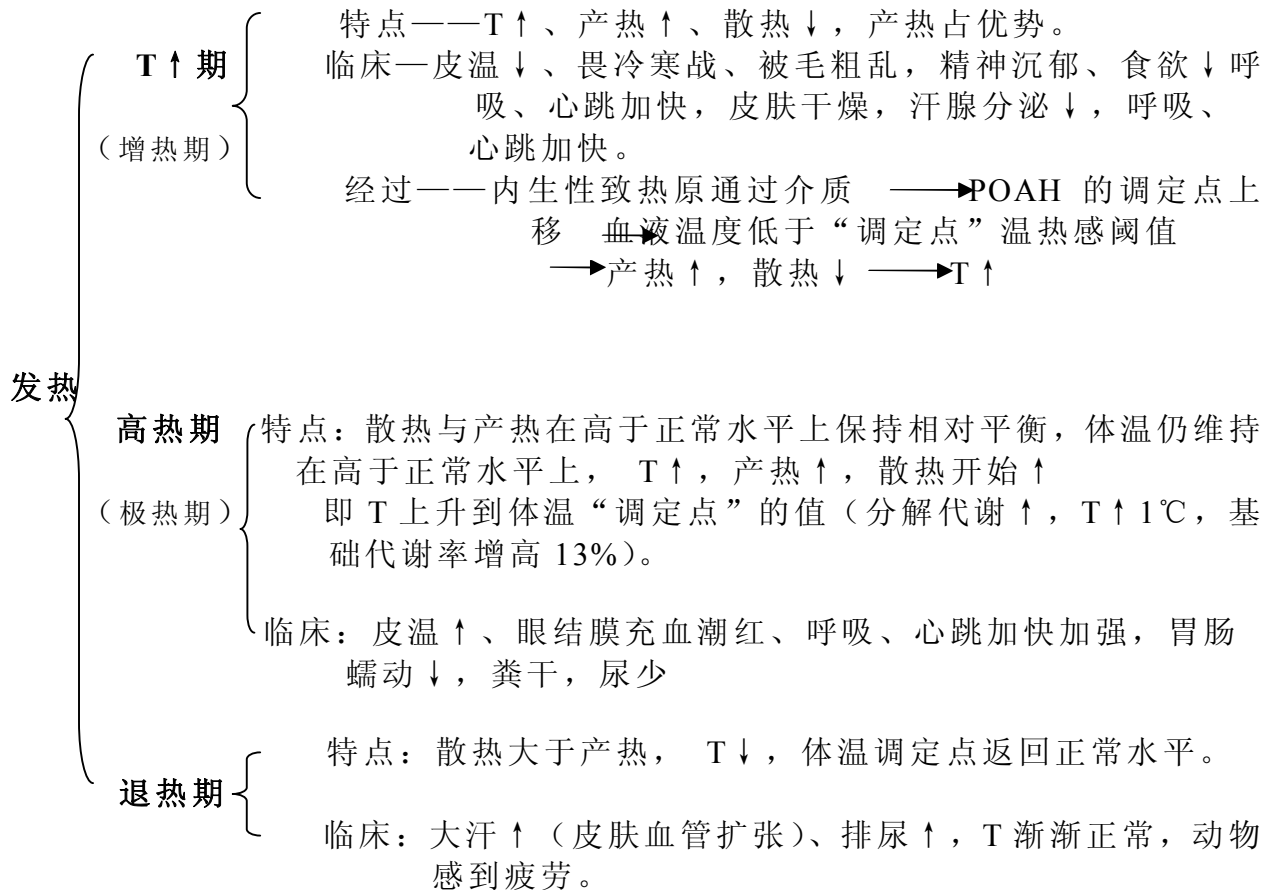 特点——T↑、产热↑、散热↓，产热占优势。
T↑期
临床—皮温↓、畏冷寒战、被毛粗乱，精神沉郁、食欲↓呼
吸、心跳加快，皮肤干燥，汗腺分泌↓，呼吸、
（增热期）
心跳加快。
经过——内生性致热原通过介质 →POAH 的调定点上
移 →血液温度低于“调定点”温热感阈值
→产热↑，散热↓ →T↑
发热
高热期
特点：散热与产热在高于正常水平上保持相对平衡，体温仍维持
在高于正常水平上， T↑，产热↑，散热开始↑
（极热期）
即 T 上升到体温“调定点”的值（分解代谢↑，T↑1℃，基
础代谢率增高 13%）。
临床：皮温↑、眼结膜充血潮红、呼吸、心跳加快加强，胃肠
蠕动↓，粪干，尿少
特点：散热大于产热， T↓，体温调定点返回正常水平。
退热期
临床：大汗↑（皮肤血管扩张）、排尿↑，T 渐渐正常，动物
感到疲劳。